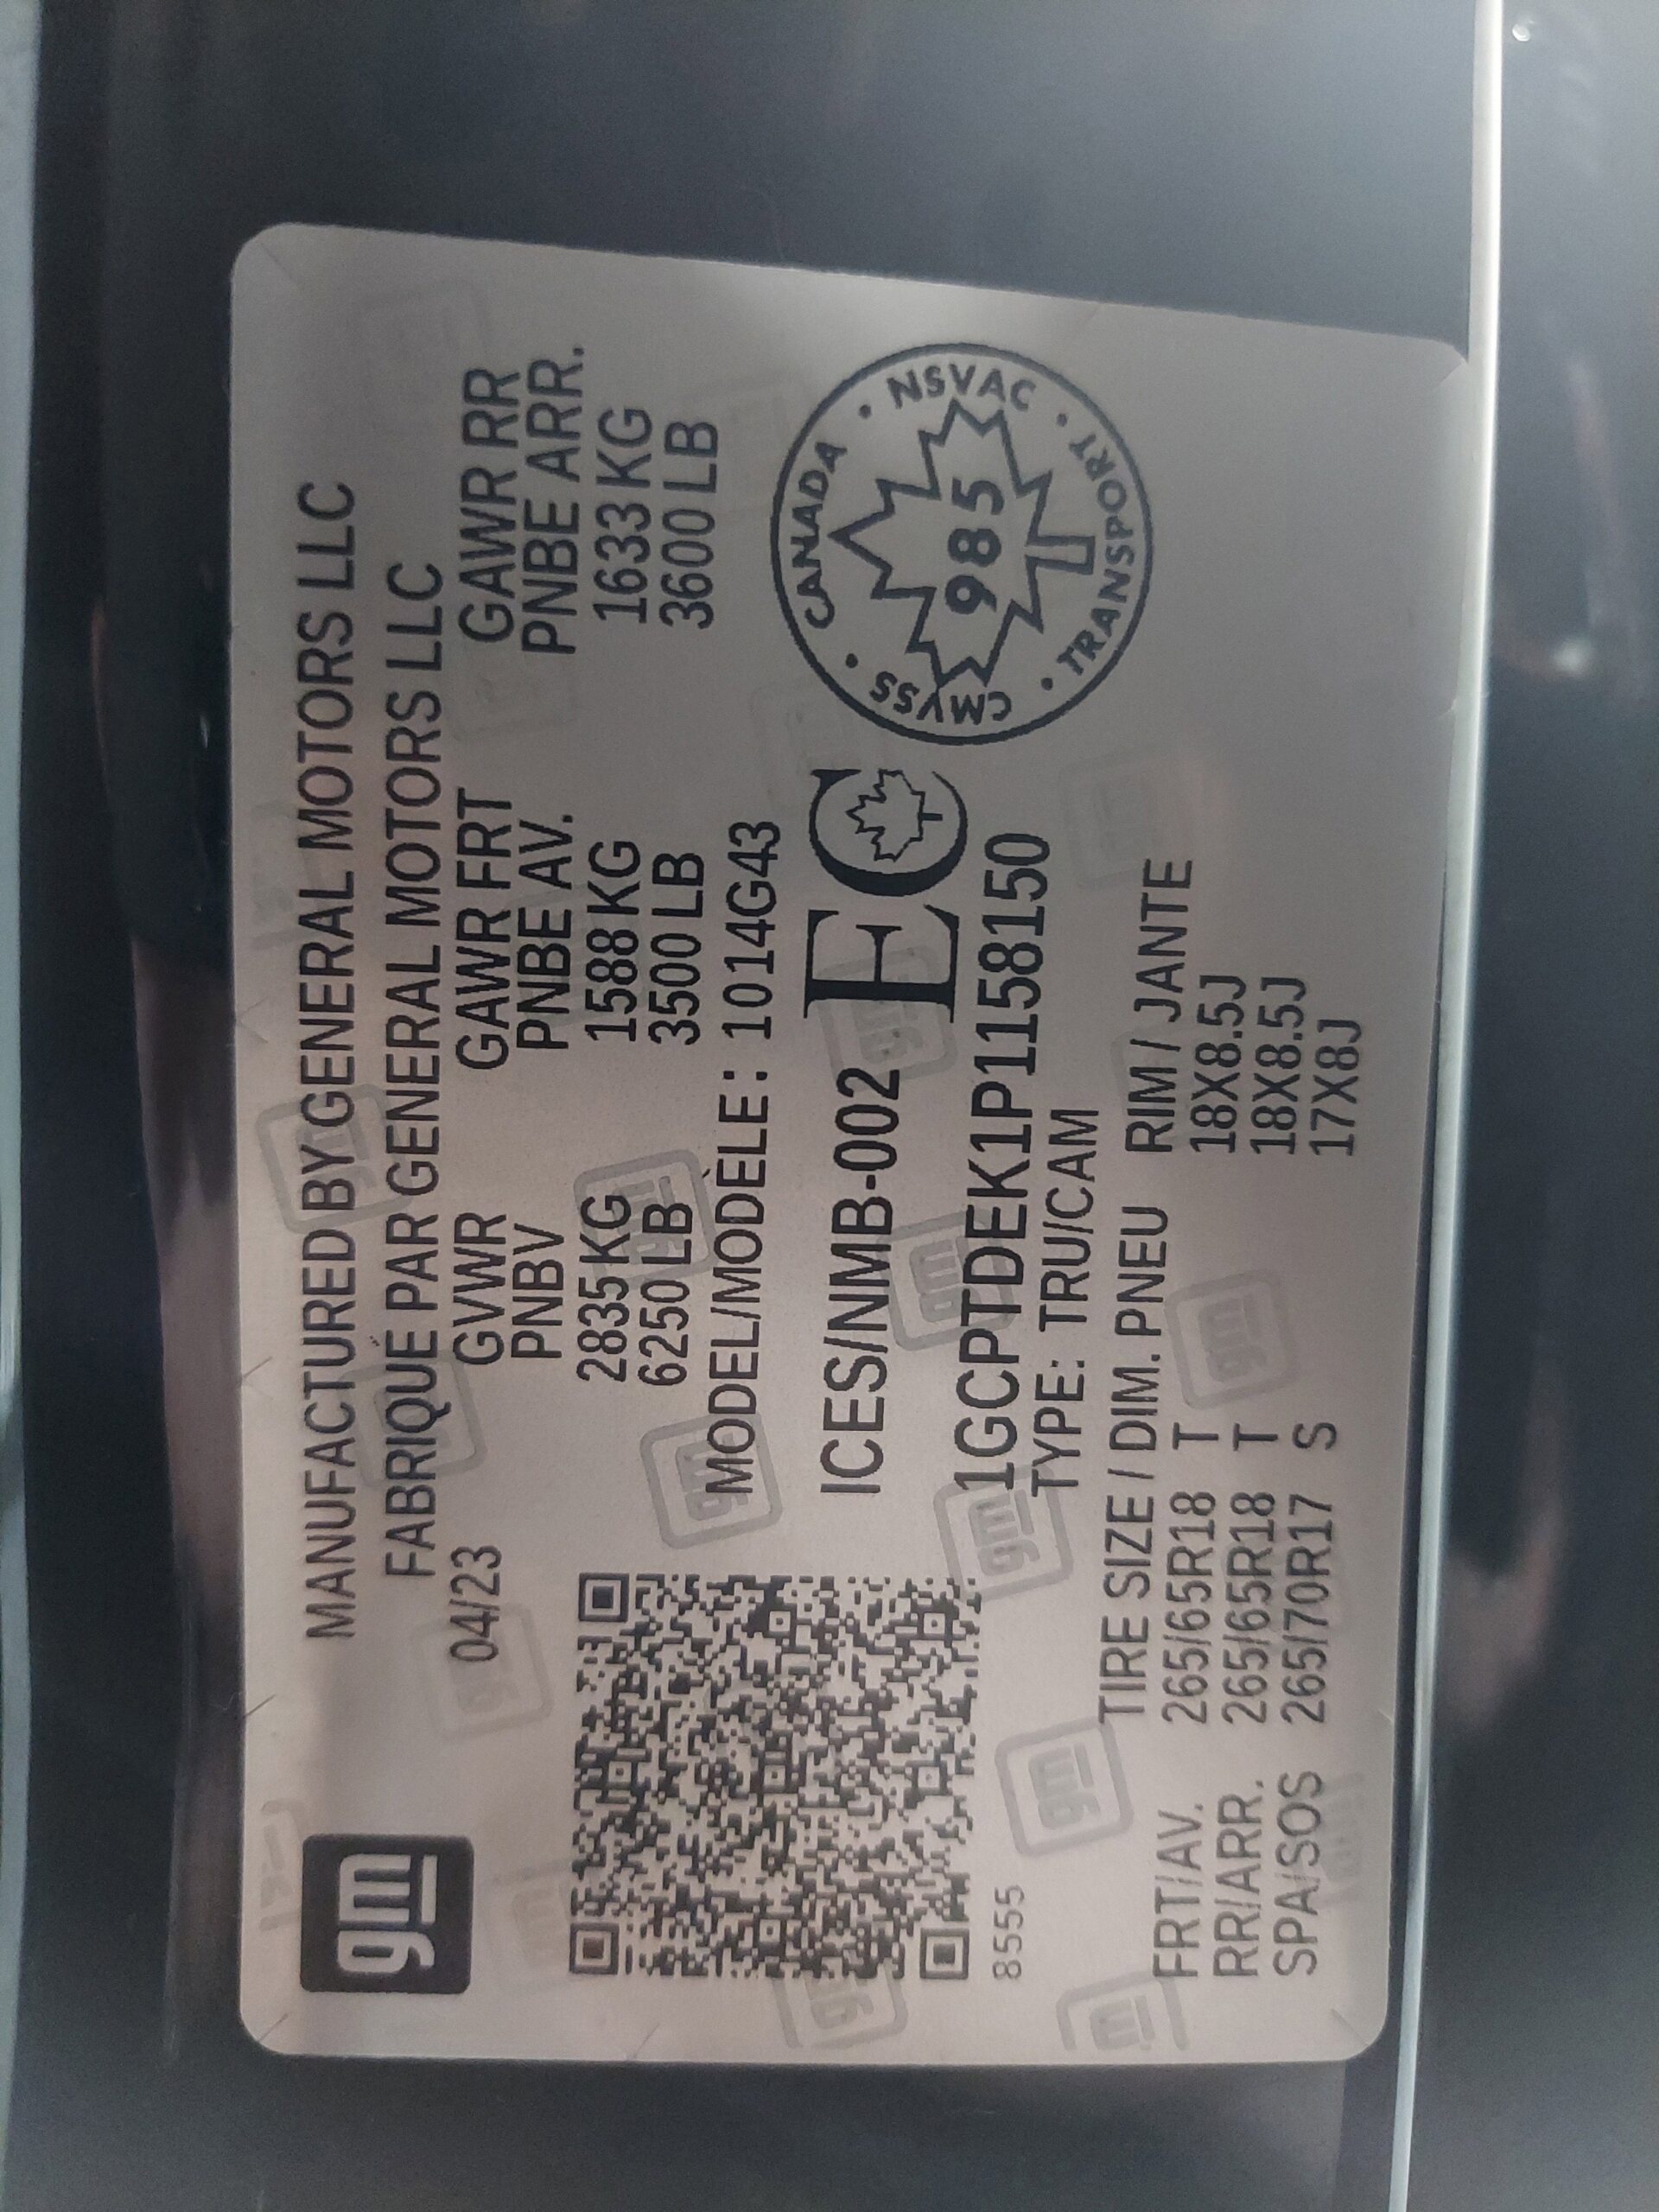 gm
MANUFACTURED BY GENERAL MOTORS LLC
FABRIQUÉ PAR GENERAL MOTORS LLC
04/23 GVWR GAWR FRT GAWR RR
PNBV PNBE AV. PNBE ARR.
2835 KG 1588 KG 1633 KG
6250 LB 3500 LB 3600 LB
MODEL/MODÈLE: 1014G43
ICES/NMB-002 EC
CANADA · NSVAC · TRANSPORT · CMVSS ·
985
1GCPTDEK1P1158150
TYPE: TRU/CAM
8555
TIRE SIZE / DIM. PNEU RIM / JANTE
FRT/AV. 265/65R18 T 18X8.5J
RR/ARR. 265/65R18 T 18X8.5J
SPA/SOS 265/70R17 S 17X8J